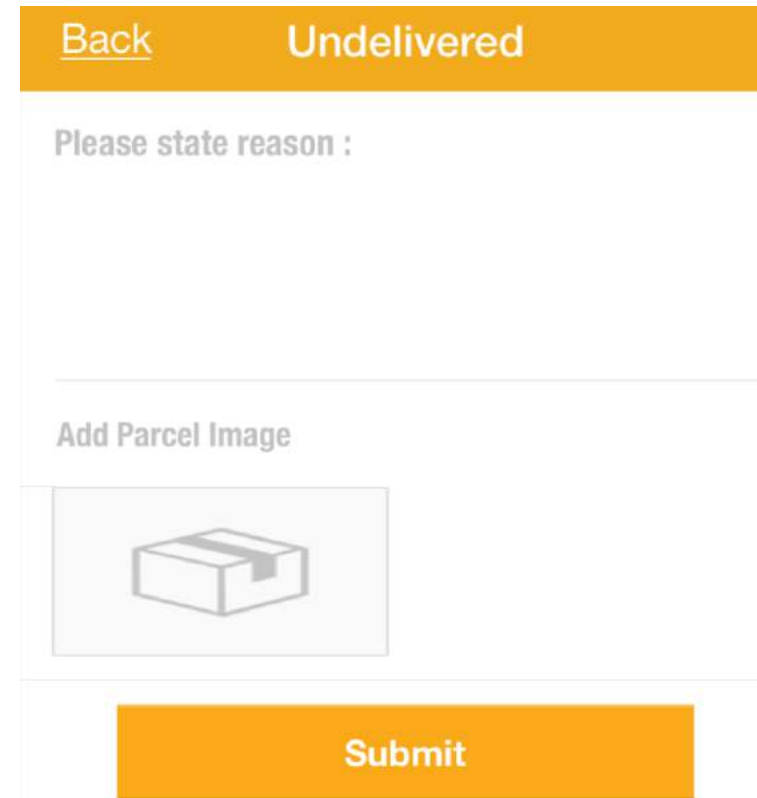 Back Undelivered
Please state reason :
Add Parcel Image
Submit